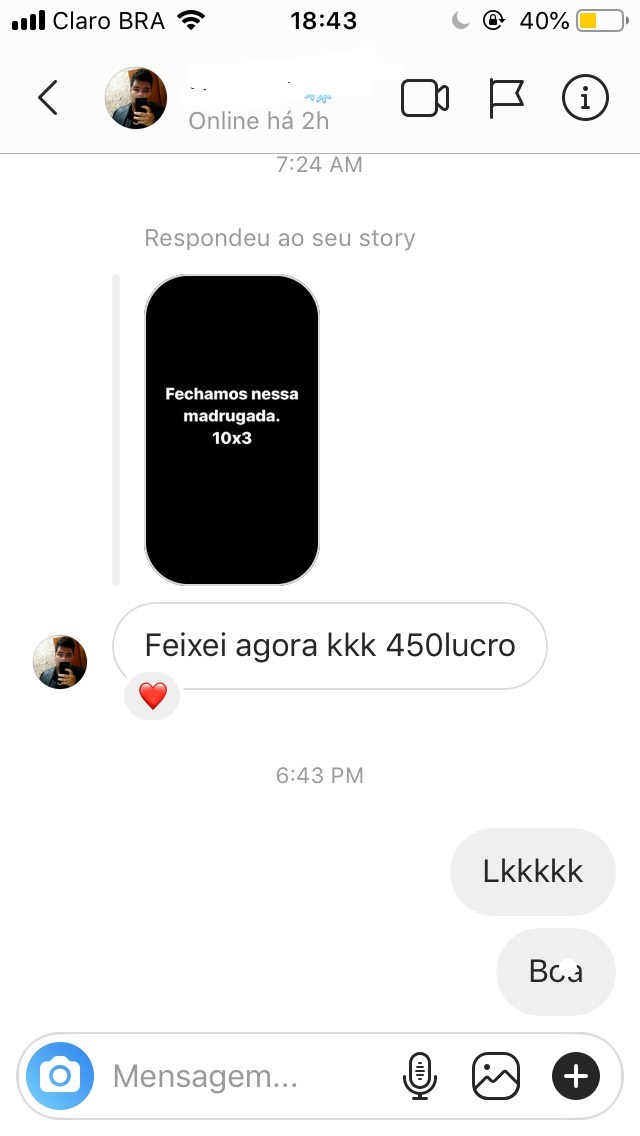 Claro BRA 18:43 40%
Online há 2h
7:24 AM
Respondeu ao seu story
Fechamos nessa
madrugada.
10x3
Feixei agora kkk 450lucro
6:43 PM
Lkkkkk
Boa
Mensagem...